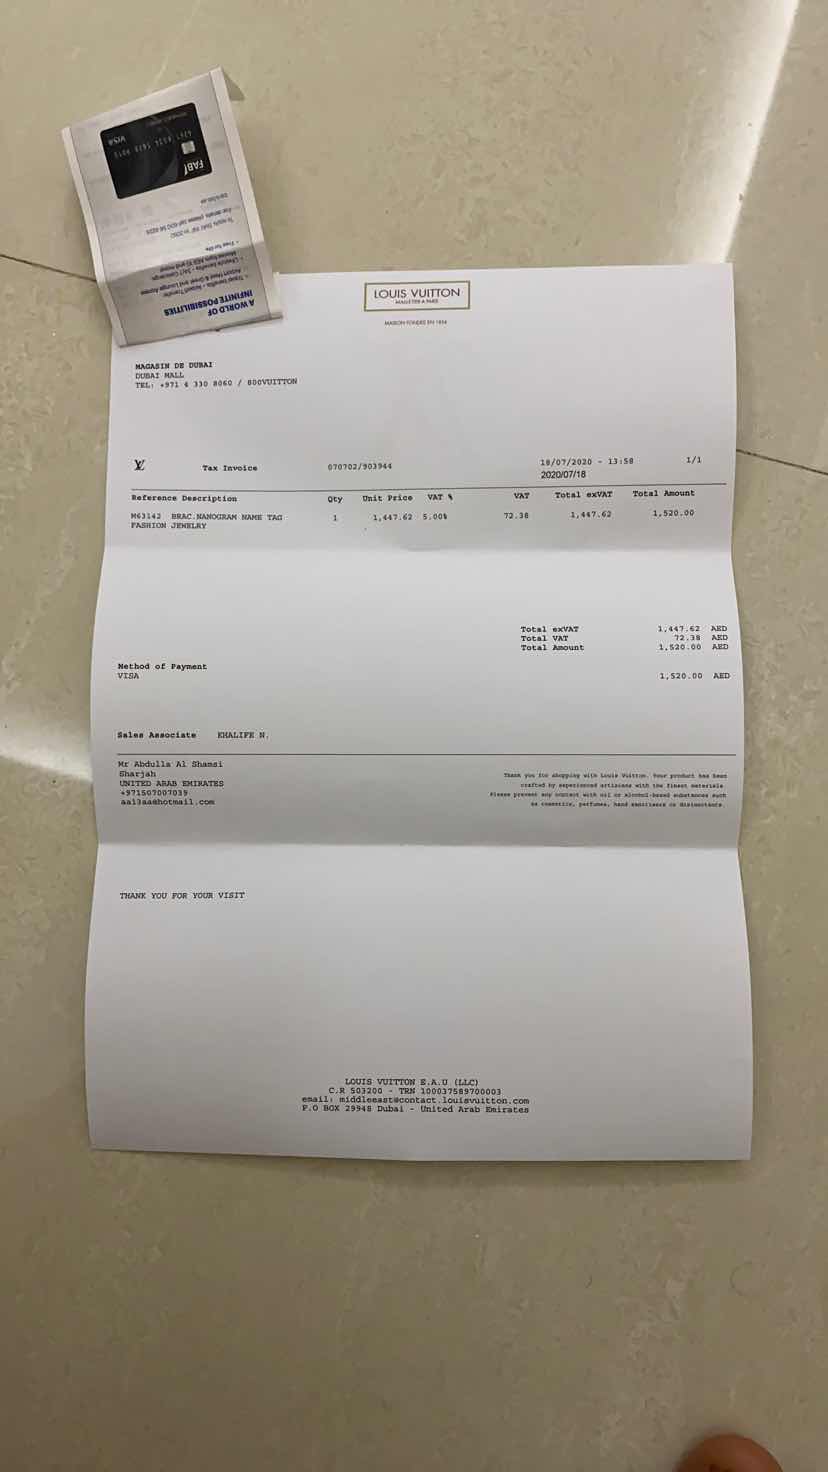 VISA
FAB
A WORLD OF
INFINITE POSSIBILITIES
• Free for life
LOUIS VUITTON
MALLETIER A PARIS
MAISON FONDÉE EN 1854
MAGASIN DE DUBAI
DUBAI MALL
TEL: +971 4 330 8060 / 800VUITTON
LV Tax Invoice 070702/903944 18/07/2020 - 13:58 1/1
2020/07/18
Reference Description Qty Unit Price VAT % VAT Total exVAT Total Amount
M63142 BRAC.NANOGRAM NAME TAG 1 1,447.62 5.00% 72.38 1,447.62 1,520.00
FASHION JEWELRY
Total exVAT 1,447.62 AED
Total VAT 72.38 AED
Total Amount 1,520.00 AED
Method of Payment
VISA 1,520.00 AED
Sales Associate KHALIFE N.
Mr Abdulla Al Shamsi
Sharjah
UNITED ARAB EMIRATES
+971507007039
aa13aa@hotmail.com
Thank you for shopping with Louis Vuitton. Your product has been
crafted by experienced artisans with the finest materials.
Please prevent any contact with oil or alcohol-based substances such
as cosmetics, perfumes, hand sanitizers or disinfectants.
THANK YOU FOR YOUR VISIT
LOUIS VUITTON E.A.U (LLC)
C.R 503200 - TRN 100037589700003
email: middleeast@contact.louisvuitton.com
P.O BOX 29948 Dubai - United Arab Emirates